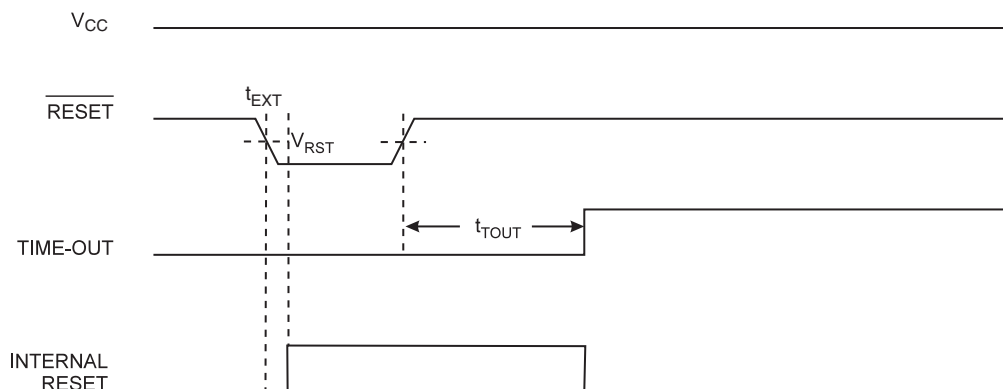 VCC
RESET
tEXT
VRST
tTOUT
TIME-OUT
INTERNAL
RESET